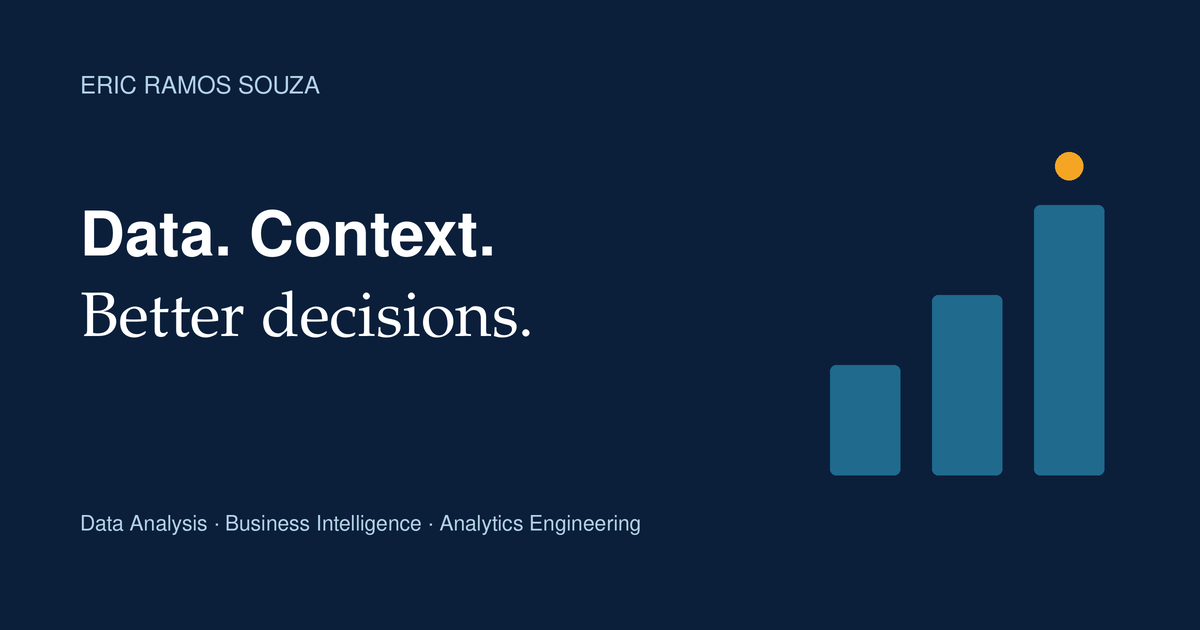 ERIC RAMOS SOUZA
Data. Context.
Better decisions.
Data Analysis · Business Intelligence · Analytics Engineering